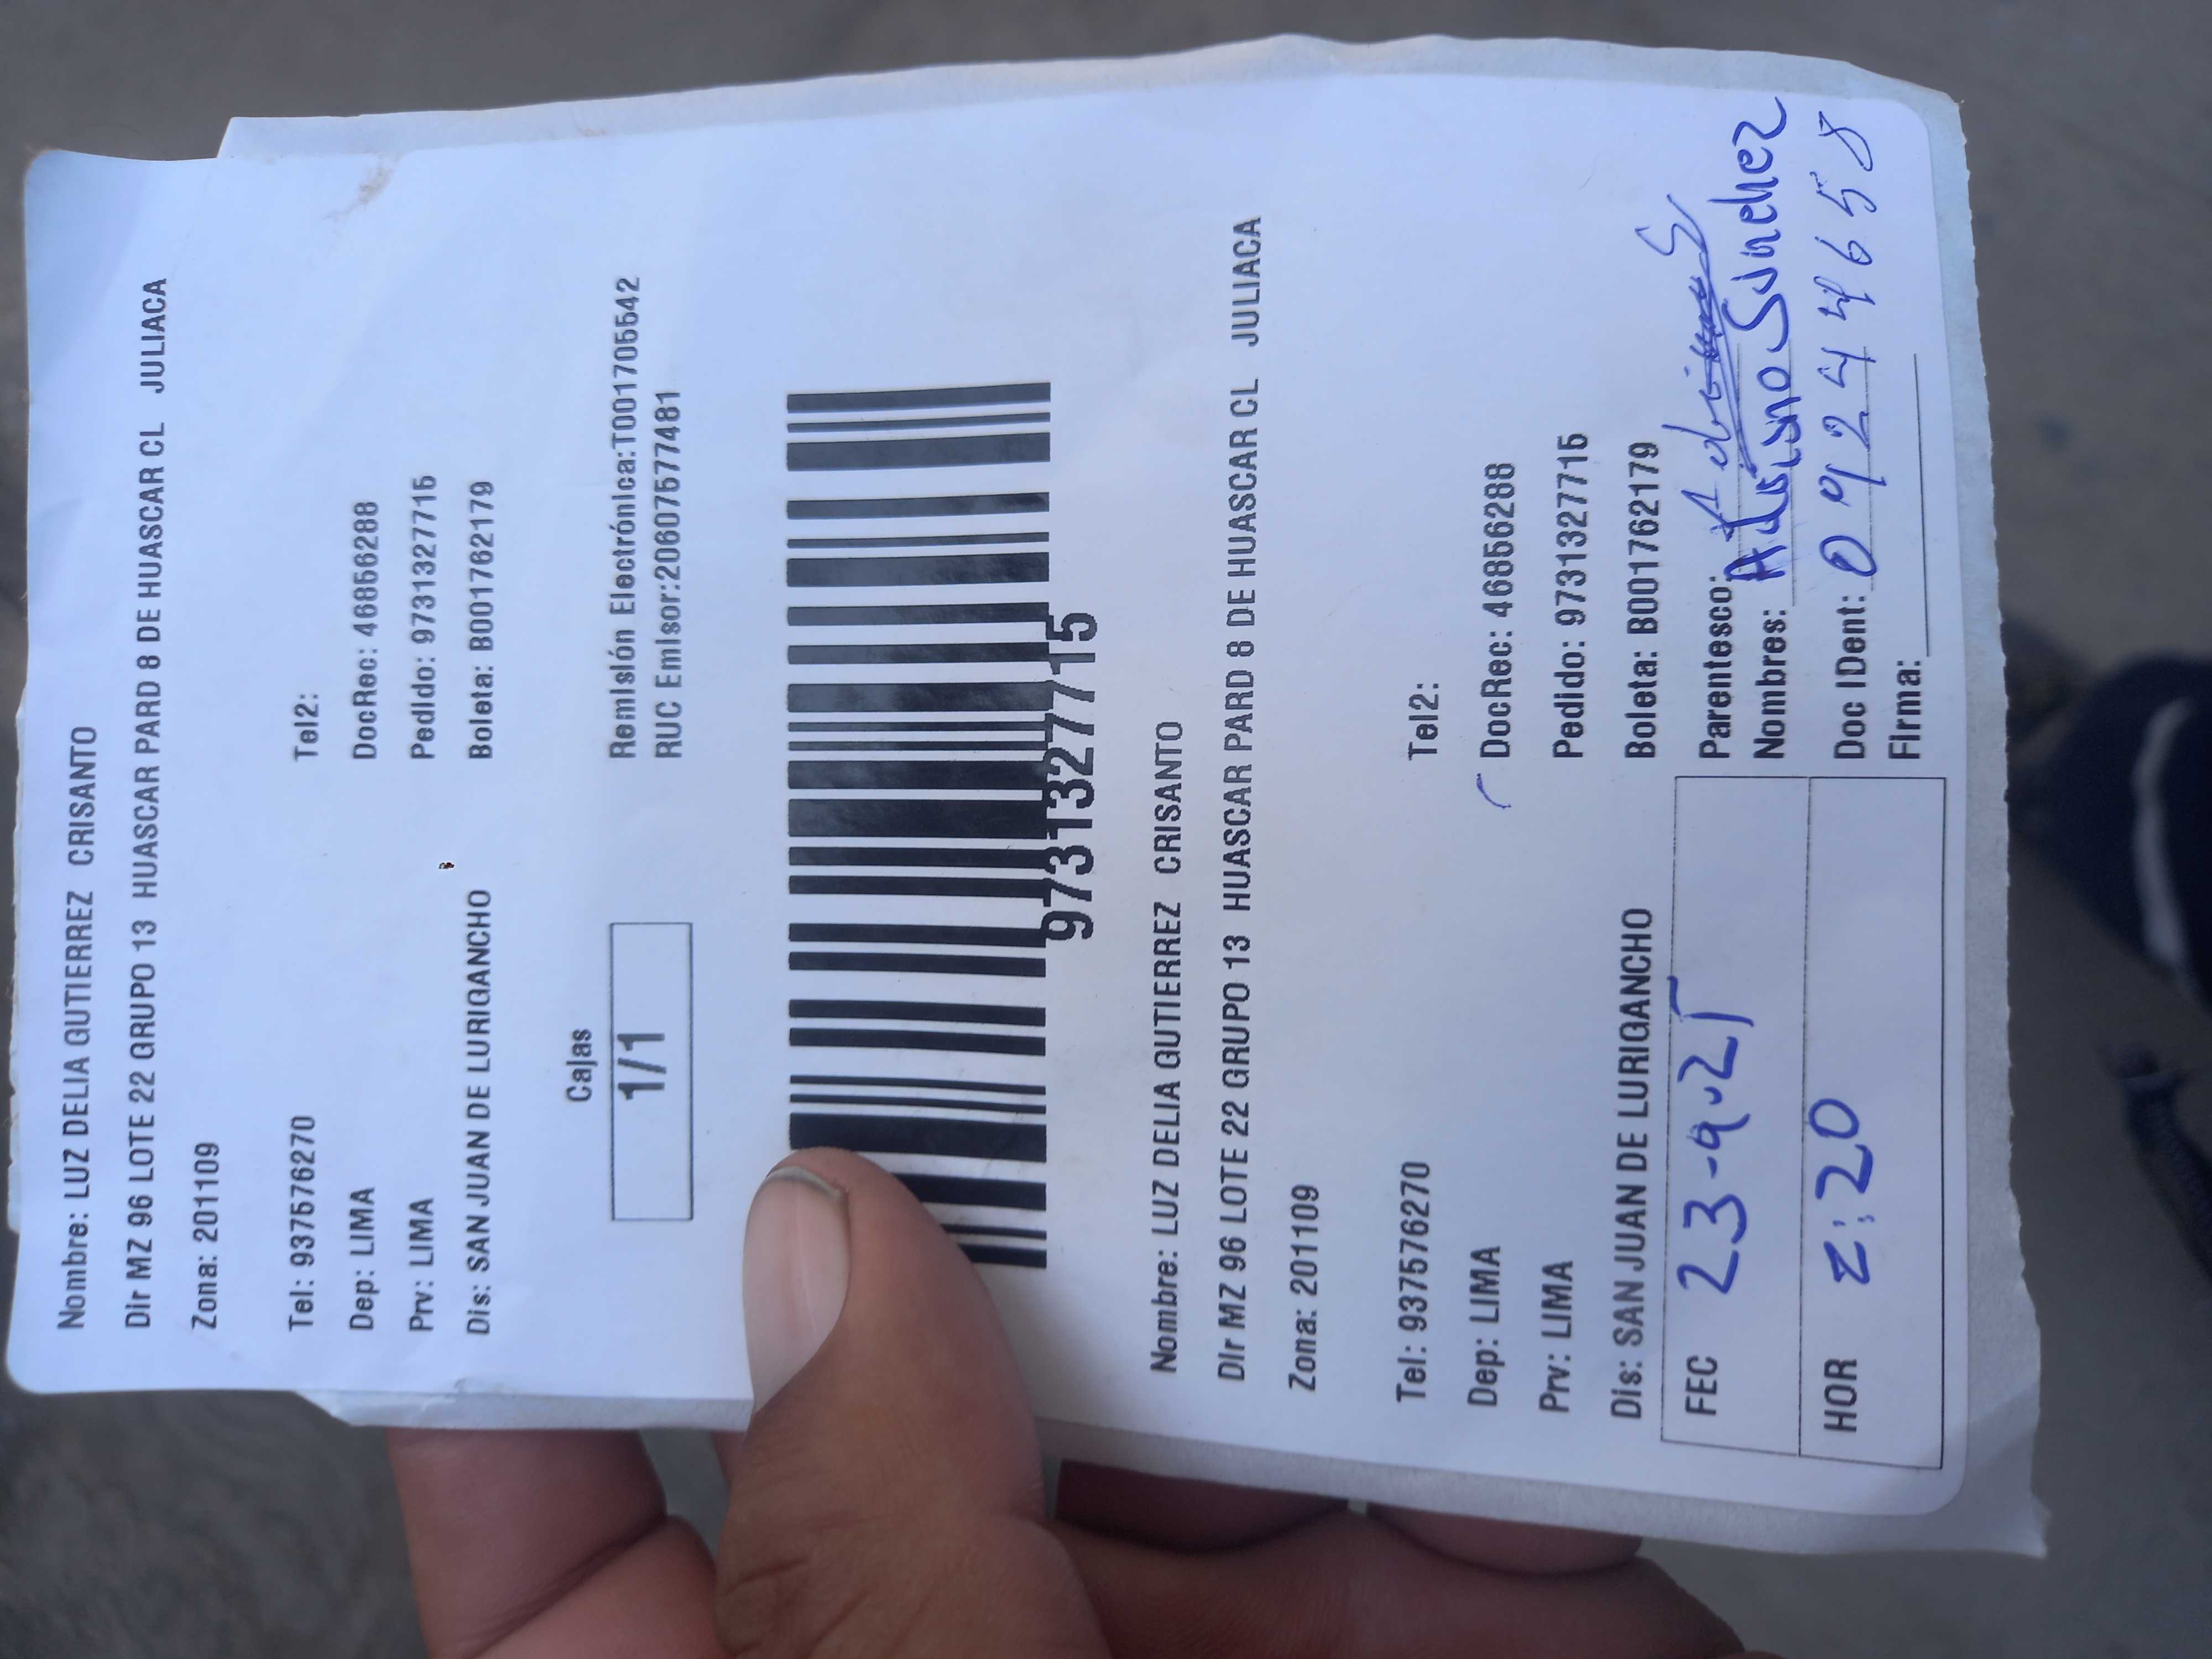 Nombre: LUZ DELIA GUTIERREZ CRISANTO
Dir MZ 96 LOTE 22 GRUPO 13 HUASCAR PARD 8 DE HUASCAR CL JULIACA
Zona: 201109
Tel: 937576270 Tel2:
Dep: LIMA DocRec: 46856288
Prv: LIMA Pedido: 9731327715
Dis: SAN JUAN DE LURIGANCHO Boleta: B001762179
Cajas
1/1
Remisión Electrónica:T001705542
RUC Emisor:20607577481
9731327715
Nombre: LUZ DELIA GUTIERREZ CRISANTO
Dir MZ 96 LOTE 22 GRUPO 13 HUASCAR PARD 8 DE HUASCAR CL JULIACA
Zona: 201109
Tel: 937576270 Tel2:
Dep: LIMA DocRec: 46856288
Prv: LIMA Pedido: 9731327715
Dis: SAN JUAN DE LURIGANCHO Boleta: B001762179
FEC 23-9-25 Parentesco:
Nombres: Sánchez
HOR 2:20 Doc IDent: 09244658
Firma: